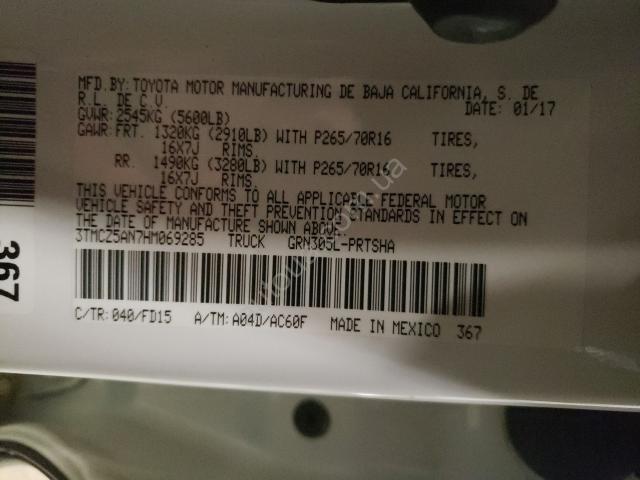 MFD.BY:TOYOTA MOTOR MANUFACTURING DE BAJA CALIFORNIA, S. DE
R.L. DE C.V. DATE: 01/17
GVWR:2545KG (5600LB)
GAWR:FRT. 1320KG (2910LB) WITH P265/70R16 TIRES,
16X7J RIMS.
RR. 1490KG (3280LB) WITH P265/70R16 TIRES,
16X7J RIMS.
THIS VEHICLE CONFORMS TO ALL APPLICABLE FEDERAL MOTOR
VEHICLE SAFETY AND THEFT PREVENTION STANDARDS IN EFFECT ON
THE DATE OF MANUFACTURE SHOWN ABOVE.
3TMCZ5AN7HM069285 TRUCK GRN305L-PRTSHA
C/TR:040/FD15 A/TM:A04D/AC60F MADE IN MEXICO 367
367